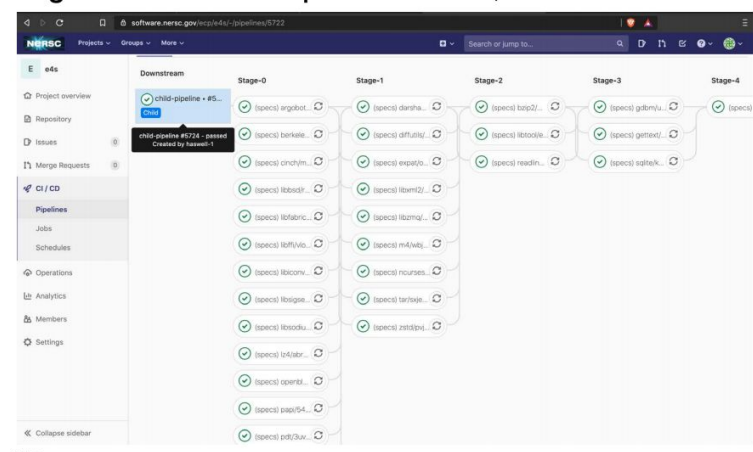 software.nersc.gov/ecp/e4s/-/pipelines/5722
NERSC Projects Groups More Search or jump to...
E e4s
Project overview
Repository
Issues 0
Merge Requests 0
CI / CD
Pipelines
Jobs
Schedules
Operations
Analytics
Members
Settings
Collapse sidebar
Downstream
child-pipeline • #5...
Child
child-pipeline #5724 - passed
Created by haswell-1
Stage-0
(specs) argobot...
(specs) berkele...
(specs) cinch/m...
(specs) libbsd/r...
(specs) libfabric...
(specs) libffi/vlo...
(specs) libiconv...
(specs) libsigse...
(specs) libsodiu...
(specs) lz4/abr...
(specs) openbl...
(specs) papi/54...
(specs) pdt/3uv...
Stage-1
(specs) darsha...
(specs) diffutils/...
(specs) expat/o...
(specs) libxml2/...
(specs) libzmq/...
(specs) m4/wbj...
(specs) ncurses...
(specs) tar/sxje...
(specs) zstd/pvj...
Stage-2
(specs) bzip2/...
(specs) libtool/e...
(specs) readlin...
Stage-3
(specs) gdbm/u...
(specs) gettext/...
(specs) sqlite/k...
Stage-4
(specs)